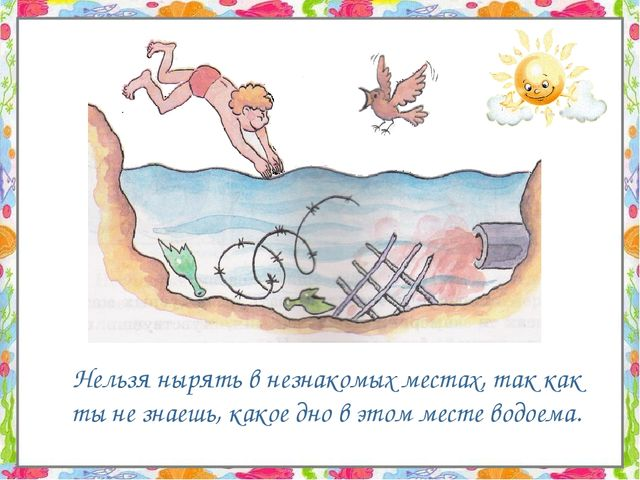 Нельзя нырять в незнакомых местах, так как
ты не знаешь, какое дно в этом месте водоема.